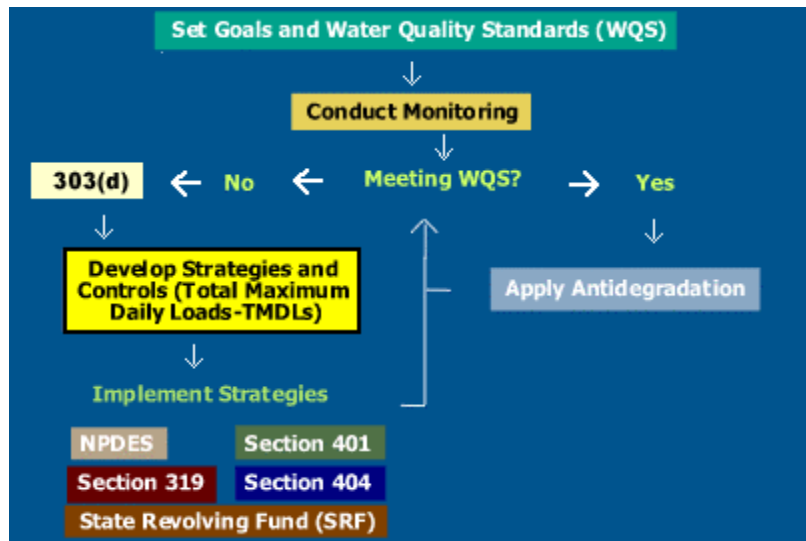 Set Goals and Water Quality Standards (WQS)
Conduct Monitoring
303(d)
No
Meeting WQS?
Yes
Develop Strategies and
Controls (Total Maximum
Daily Loads-TMDLs)
Apply Antidegradation
Implement Strategies
NPDES
Section 401
Section 319
Section 404
State Revolving Fund (SRF)